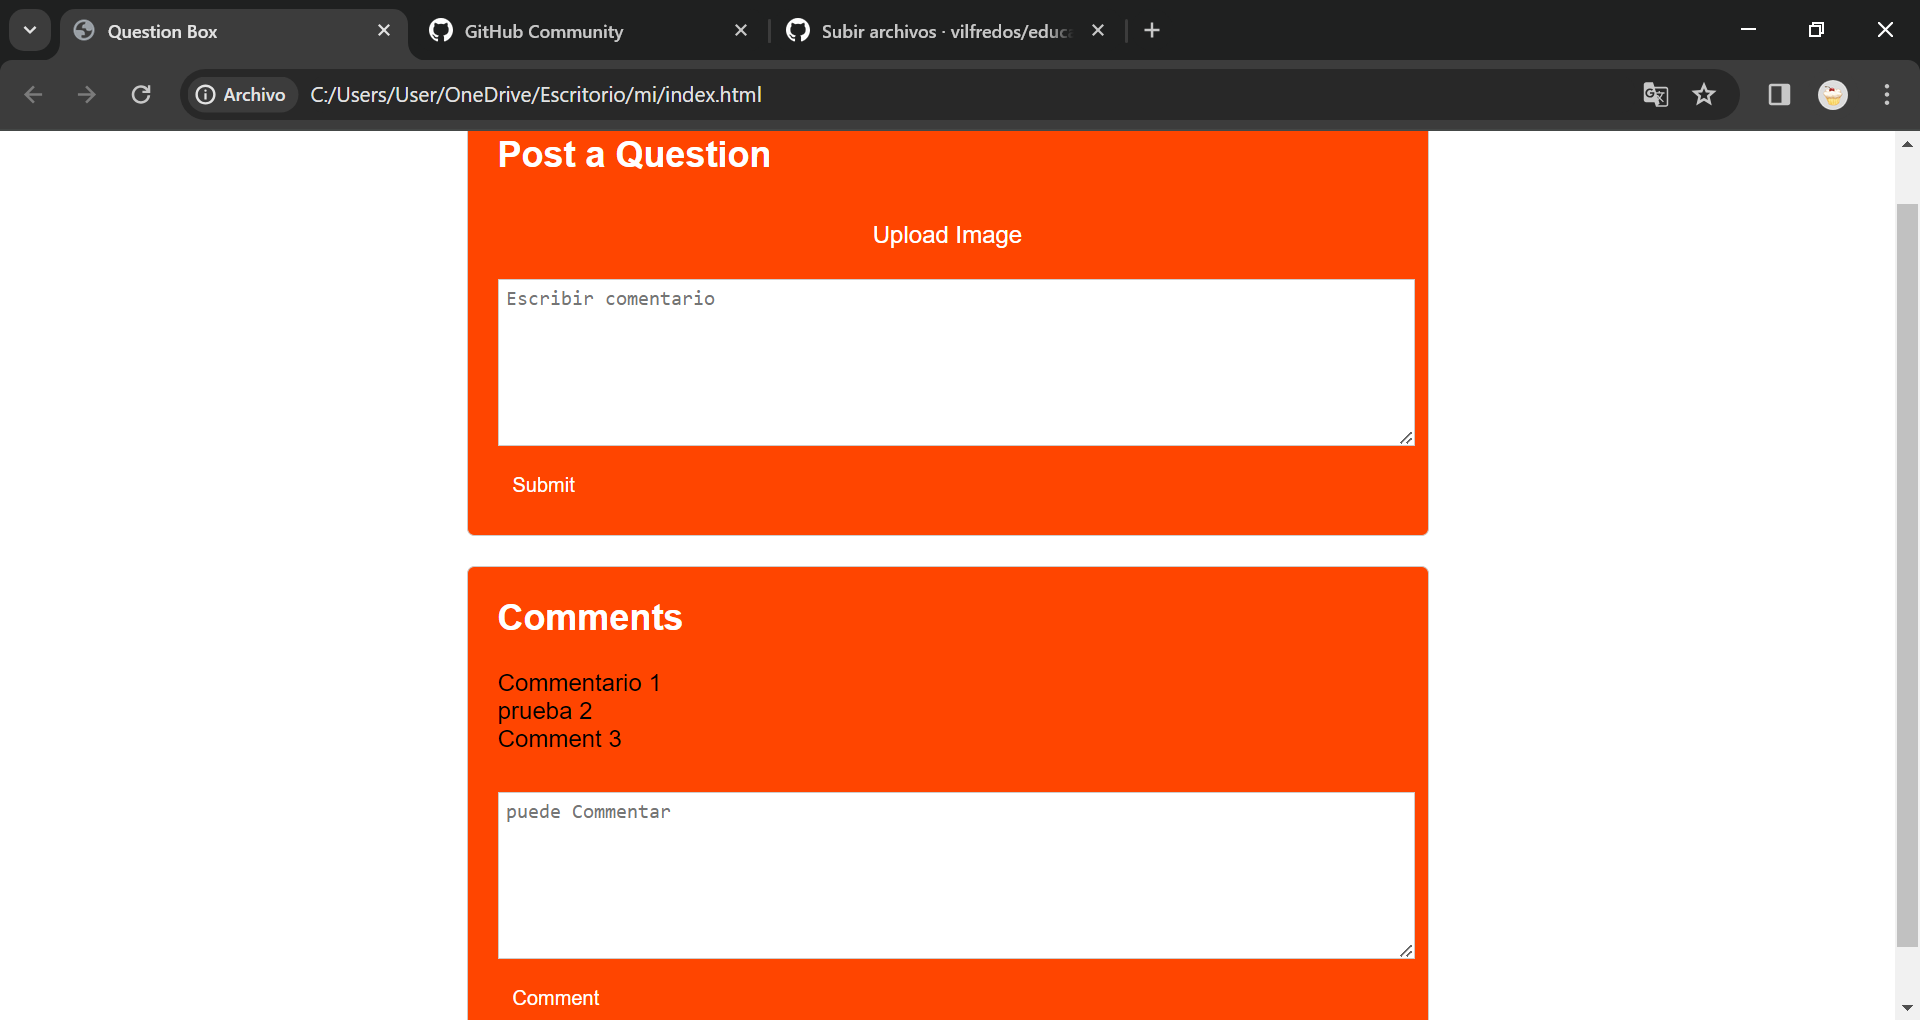 Question Box
GitHub Community
Subir archivos · vilfredos/educ
Archivo
C:/Users/User/OneDrive/Escritorio/mi/index.html
Post a Question
Upload Image
Escribir comentario
Submit
Comments
Commentario 1
prueba 2
Comment 3
puede Commentar
Comment